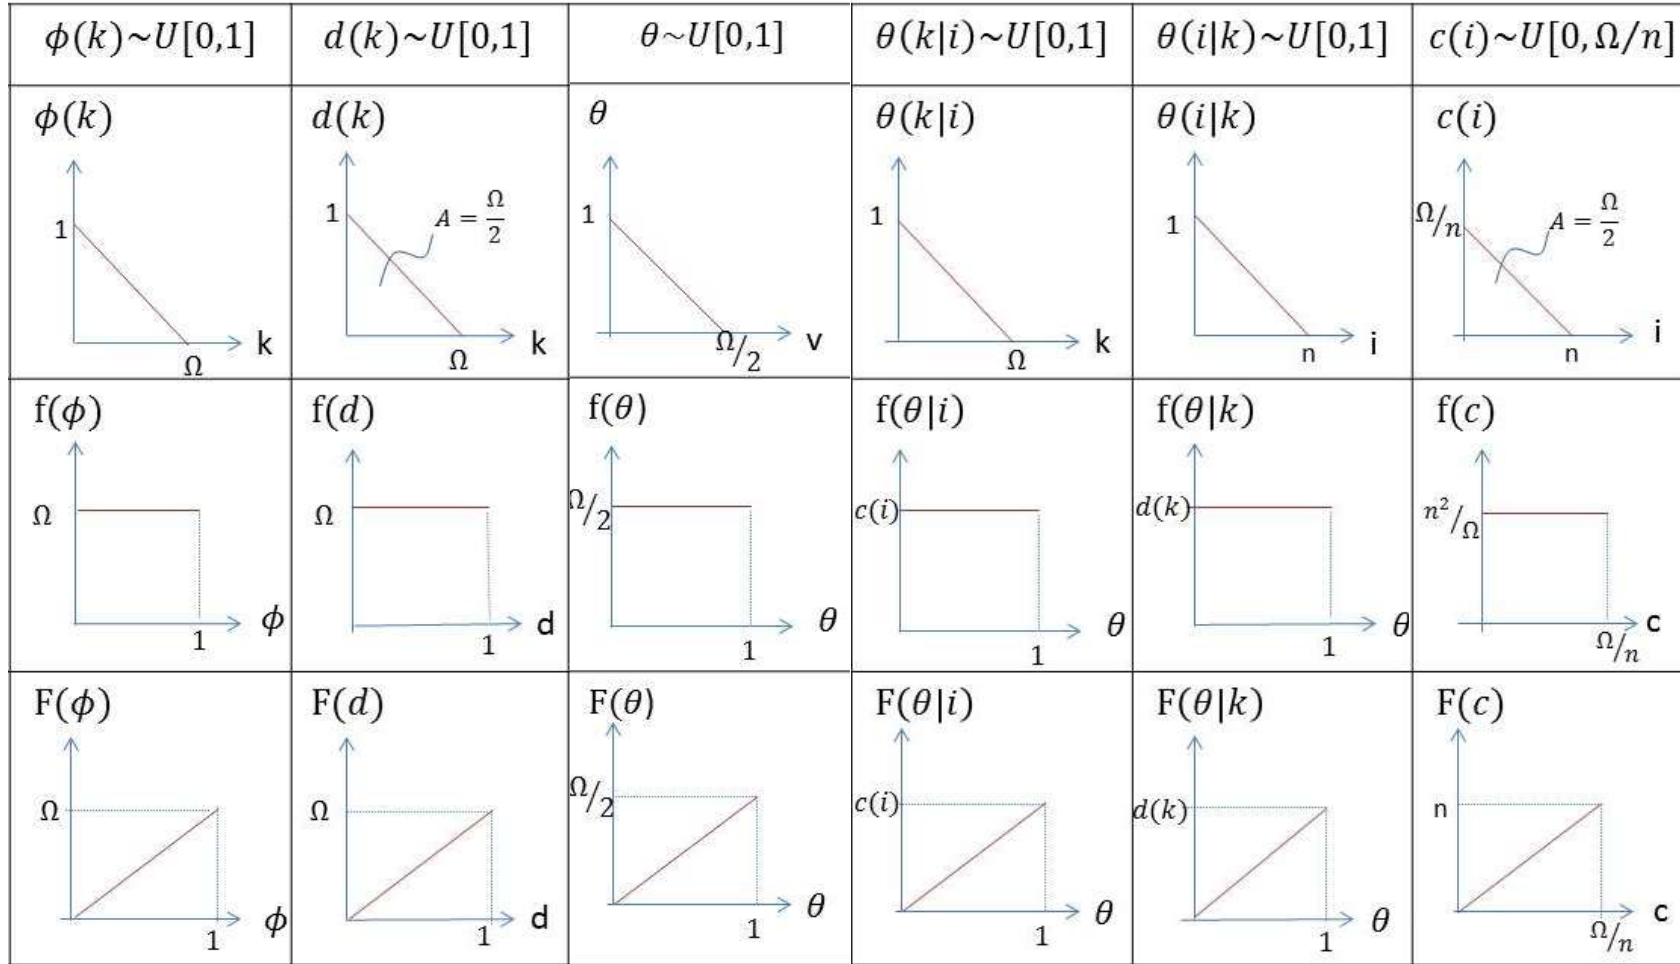 ϕ(k)~U[0,1] d(k)~U[0,1] θ~U[0,1] θ(k|i)~U[0,1] θ(i|k)~U[0,1] c(i)~U[0,Ω/n]
ϕ(k) d(k) θ θ(k|i) θ(i|k) c(i)
A = Ω/2 A = Ω/2
1 1 1 1 1 Ω/n
k k v k i i
Ω Ω Ω/2 Ω n n
f(ϕ) f(d) f(θ) f(θ|i) f(θ|k) f(c)
Ω Ω Ω/2 c(i) d(k) n²/Ω
ϕ d θ θ θ c
1 1 1 1 1 Ω/n
F(ϕ) F(d) F(θ) F(θ|i) F(θ|k) F(c)
Ω Ω Ω/2 c(i) d(k) n
ϕ d θ θ θ c
1 1 1 1 1 Ω/n